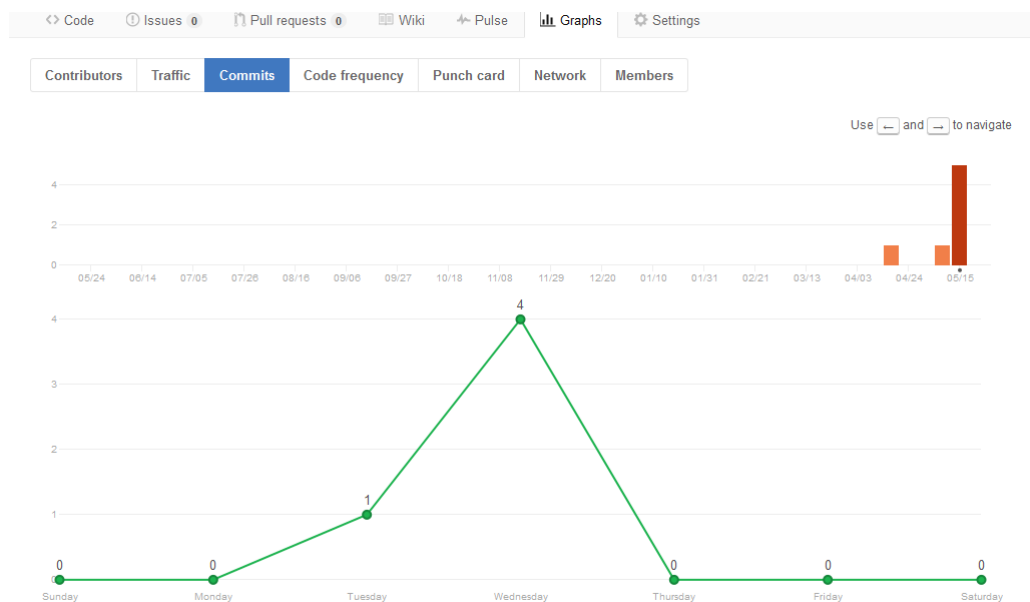 Code Issues 0 Pull requests 0 Wiki Pulse Graphs Settings
Contributors Traffic Commits Code frequency Punch card Network Members
Use ← and → to navigate
4
2
0
05/24 06/14 07/05 07/26 08/16 09/06 09/27 10/18 11/08 11/29 12/20 01/10 01/31 02/21 03/13 04/03 04/24 05/15
4
4
3
2
1
1
0 0 0 0 0
0
Sunday Monday Tuesday Wednesday Thursday Friday Saturday